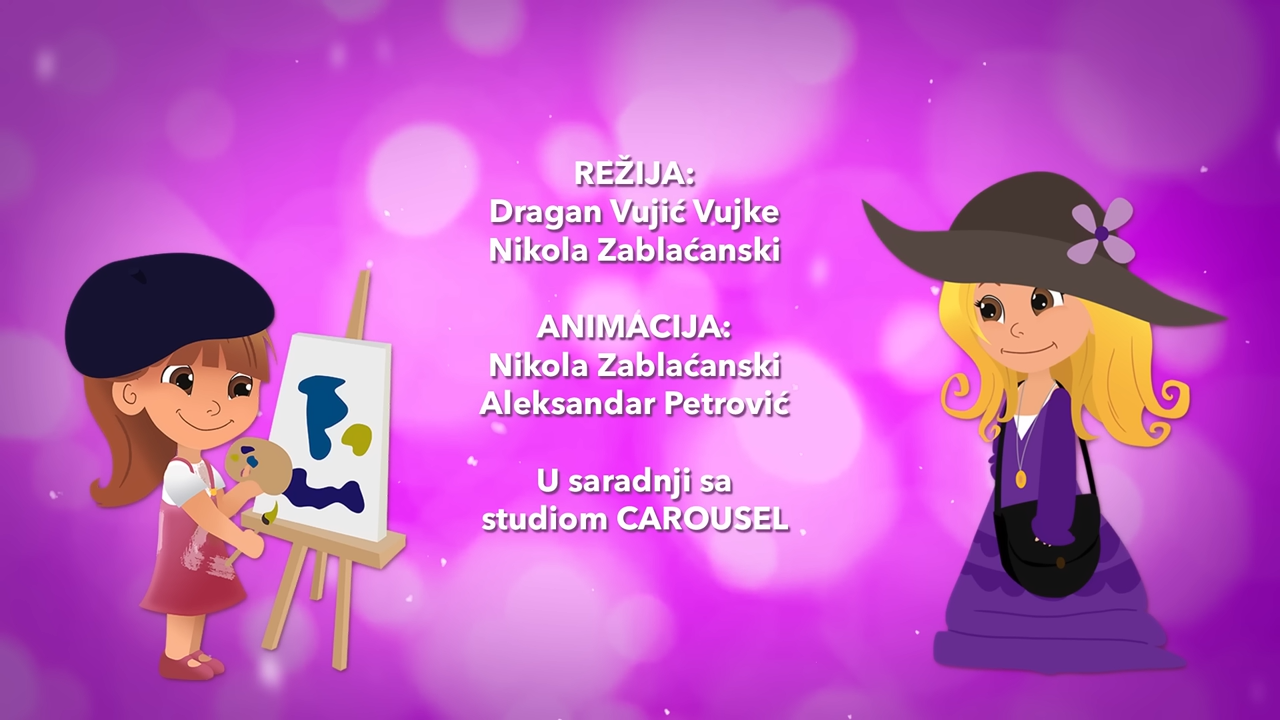 REŽIJA:
Dragan Vujić Vujke
Nikola Zablaćanski
ANIMACIJA:
Nikola Zablaćanski
Aleksandar Petrović
U saradnji sa
studiom CAROUSEL